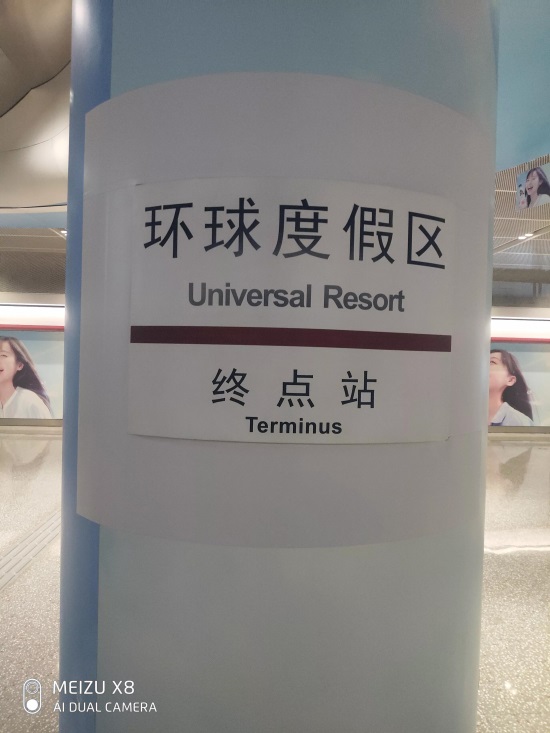 环球度假区
Universal Resort
终点站
Terminus
MEIZU X8
AI DUAL CAMERA